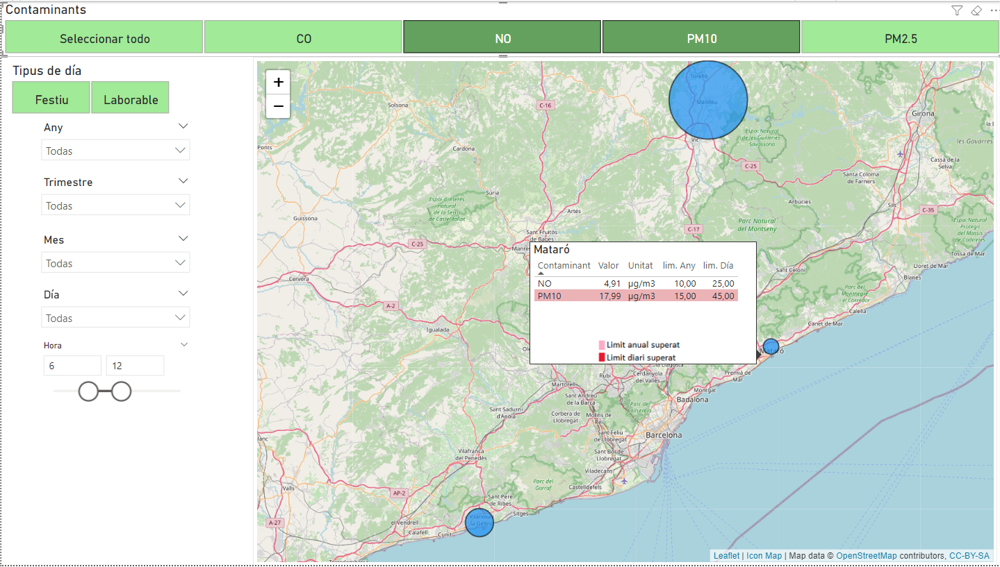 Contaminants
Seleccionar todo
CO
NO
PM10
PM2.5
Tipus de día
Festiu
Laborable
Any
Todas
Trimestre
Todas
Mes
Todas
Día
Todas
Hora
6
12
+
−
Torelló
Manlleu
Vic
Solsona
C-16
Girona
Espai Natural
de les Guilleries
Savassona
les Gavarres
Ponts
Cardona
C-25
Cassà de la
Selva
Santa Coloma
de Farners
Súria
Espai d'interès
natural
de la Serra
de Castelltallat
Artés
Arbúcies
Sils
C-35
Guissona
Parc Natural
del Montseny
Espai Natural
Protegit
del Massís
de Cadiretes
C-17
Sant Fruitós
de Bages
C-25
Tossa de Mar
Mataró
Contaminant Valor Unitat lim. Any lim. Día
NO 4,91 µg/m3 10,00 25,00
PM10 17,99 µg/m3 15,00 45,00
Limit anual superat
Limit diari superat
Sant Celoni
Lloret de Mar
Blanes
Cervera
Parc del
Montnegre
i el Corredor
A-2
Calella
Canet de Mar
Igualada
Mataró
Rubí
Cerdanyola
del Vallès
Premià de
Mar
Martorell
Montgat
Sant Andreu
de la Barca
Badalona
Parc de
Collserola
Sant Sadurní
d'Anoia
Corbera de
Llobregat
Molins de
Rei
Sant Feliu
de Llobregat
Barcelona
Vilafranca
del Penedès
Sant Boi de
Llobregat
Viladecans
Parc del
Garraf
Castelldefels
Valls
AP-2
Sant Pere
de Ribes
Sitges
Vilanova
i la Geltrú
A-27
el Vendrell
Calafell
Cunit
Torredembarra
Leaflet | Icon Map | Map data © OpenStreetMap contributors, CC-BY-SA